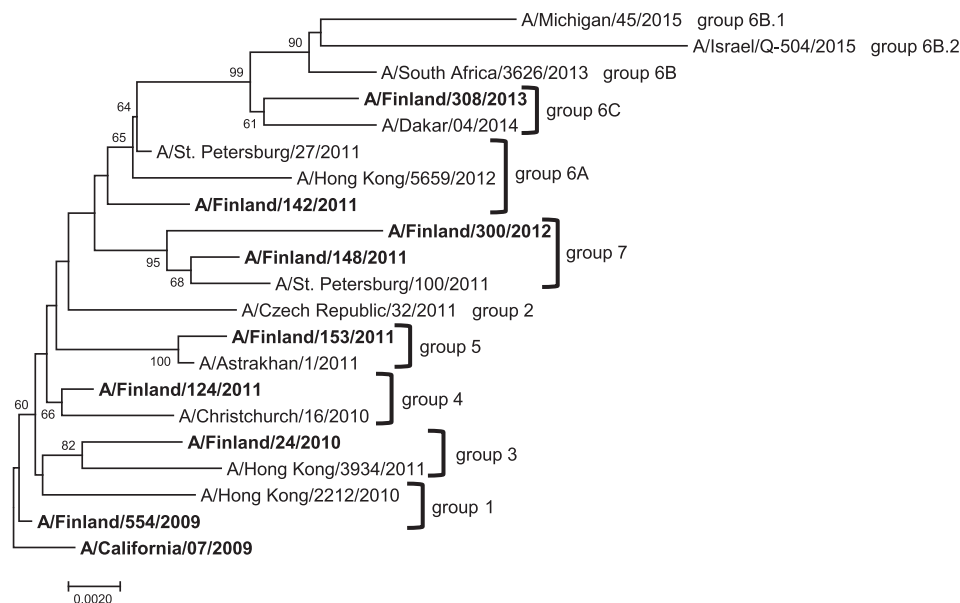 A/Michigan/45/2015 group 6B.1
90
A/Israel/Q-504/2015 group 6B.2
A/South Africa/3626/2013 group 6B
99
A/Finland/308/2013
group 6C
61
A/Dakar/04/2014
64
A/St. Petersburg/27/2011
65
A/Hong Kong/5659/2012
group 6A
A/Finland/142/2011
A/Finland/300/2012
group 7
95
A/Finland/148/2011
68
A/St. Petersburg/100/2011
A/Czech Republic/32/2011 group 2
A/Finland/153/2011
group 5
100
A/Astrakhan/1/2011
A/Finland/124/2011
group 4
60
66
A/Christchurch/16/2010
82
A/Finland/24/2010
group 3
A/Hong Kong/3934/2011
A/Hong Kong/2212/2010
group 1
A/Finland/554/2009
A/California/07/2009
0.0020